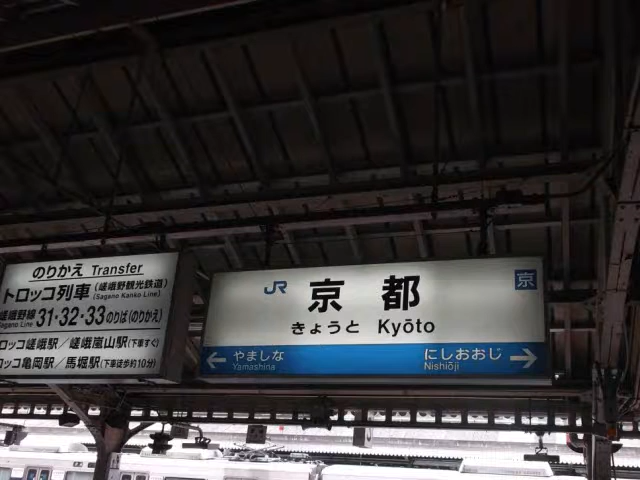 のりかえ Transfer
トロッコ列車(嵯峨野観光鉄道)
(Sagano Kanko Line)
嵯峨野線 31・32・33のりば(のりかえ)
Sagano Line
ロッコ嵯峨駅/嵯峨嵐山駅(下車すぐ)
ロッコ亀岡駅/馬堀駅(下車徒歩約10分)
JR 京都 京
きょうと Kyōto
← やましな にしおおじ →
Yamashina Nishiōji